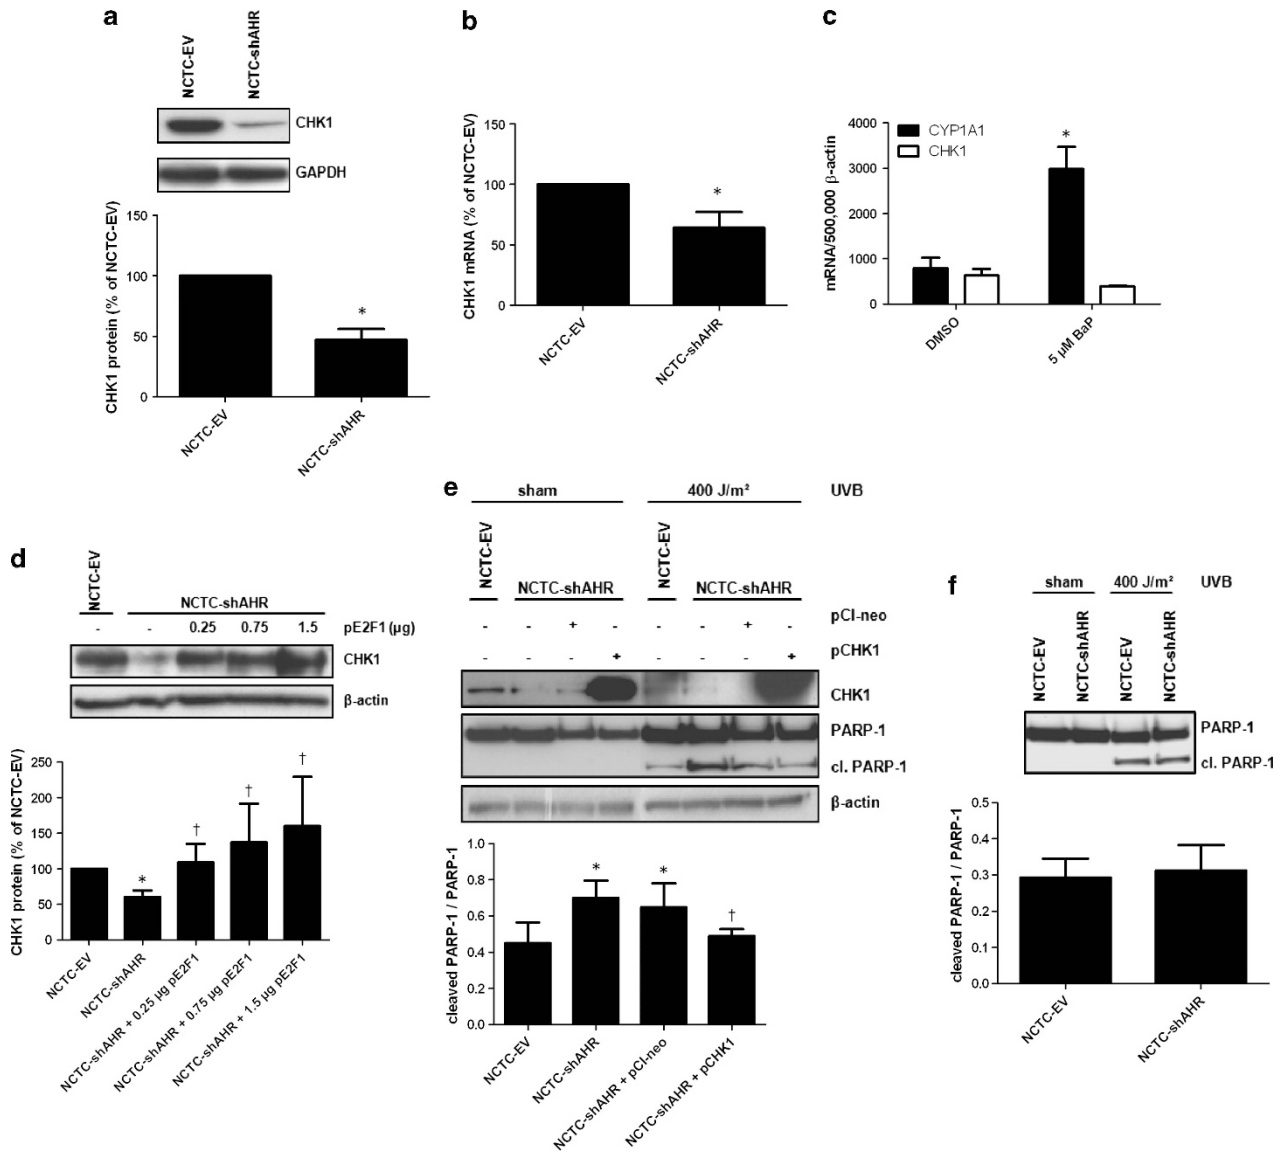 a
NCTC-EV
NCTC-shAHR
CHK1
GAPDH
CHK1 protein (% of NCTC-EV)
150
100
50
0
*
NCTC-EV
NCTC-shAHR
b
CHK1 mRNA (% of NCTC-EV)
150
100
50
0
*
NCTC-EV
NCTC-shAHR
c
mRNA/500,000 β-actin
4000
3000
2000
1000
0
CYP1A1
CHK1
*
DMSO
5 µM BaP
d
NCTC-EV
NCTC-shAHR
- - 0.25 0.75 1.5 pE2F1 (µg)
CHK1
β-actin
CHK1 protein (% of NCTC-EV)
250
200
150
100
50
0
* † † †
NCTC-EV
NCTC-shAHR
NCTC-shAHR + 0.25 µg pE2F1
NCTC-shAHR + 0.75 µg pE2F1
NCTC-shAHR + 1.5 µg pE2F1
e
sham 400 J/m² UVB
NCTC-EV
NCTC-shAHR
NCTC-EV
NCTC-shAHR
- - + - - - + - pCI-neo
- - - + - - - + pCHK1
CHK1
PARP-1
cl. PARP-1
β-actin
cleaved PARP-1 / PARP-1
1.0
0.8
0.6
0.4
0.2
0.0
* * †
NCTC-EV
NCTC-shAHR
NCTC-shAHR + pCI-neo
NCTC-shAHR + pCHK1
f
sham 400 J/m² UVB
NCTC-EV
NCTC-shAHR
NCTC-EV
NCTC-shAHR
PARP-1
cl. PARP-1
cleaved PARP-1 / PARP-1
0.5
0.4
0.3
0.2
0.1
0.0
NCTC-EV
NCTC-shAHR